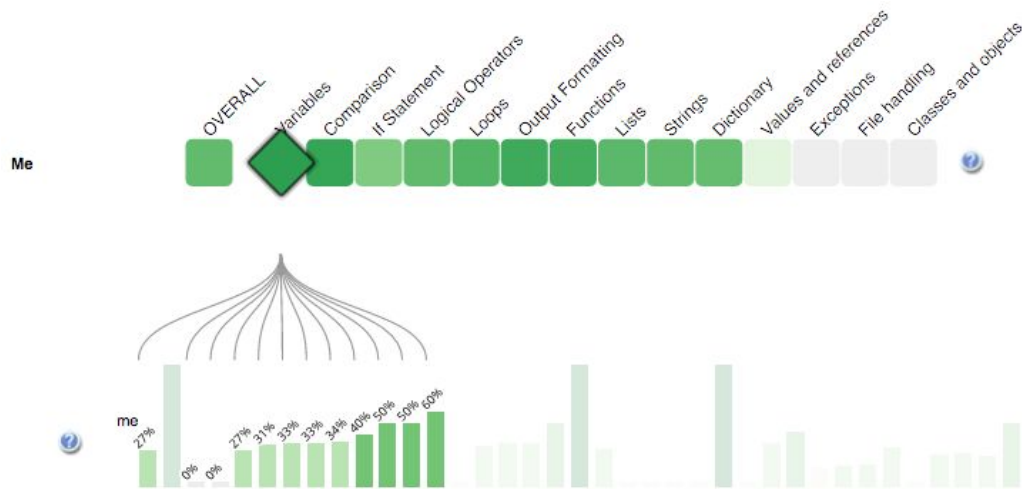 OVERALL
Variables
Comparison
If Statement
Logical Operators
Loops
Output Formatting
Functions
Lists
Strings
Dictionary
Values and references
Exceptions
File handling
Classes and objects
Me
?
me
?
27%
0%
0%
27%
31%
33%
33%
34%
40%
50%
50%
60%